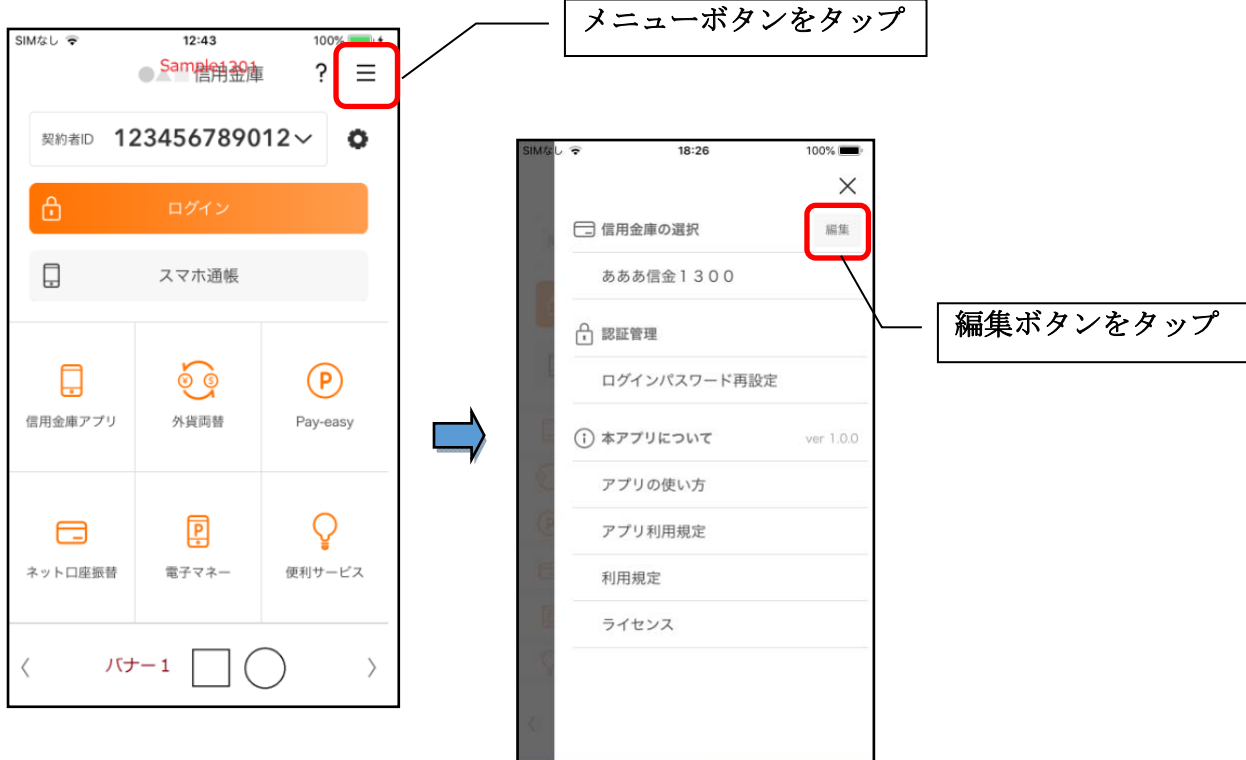 メニューボタンをタップ
SIMなし 12:43 100%
Sample1301
信用金庫 ?
契約者ID 123456789012
ログイン
スマホ通帳
信用金庫アプリ 外貨両替 Pay-easy
ネット口座振替 電子マネー 便利サービス
バナー1
SIMなし 18:26 100%
信用金庫の選択 編集
あああ信金1300
認証管理
ログインパスワード再設定
本アプリについて ver 1.0.0
アプリの使い方
アプリ利用規定
利用規定
ライセンス
編集ボタンをタップ